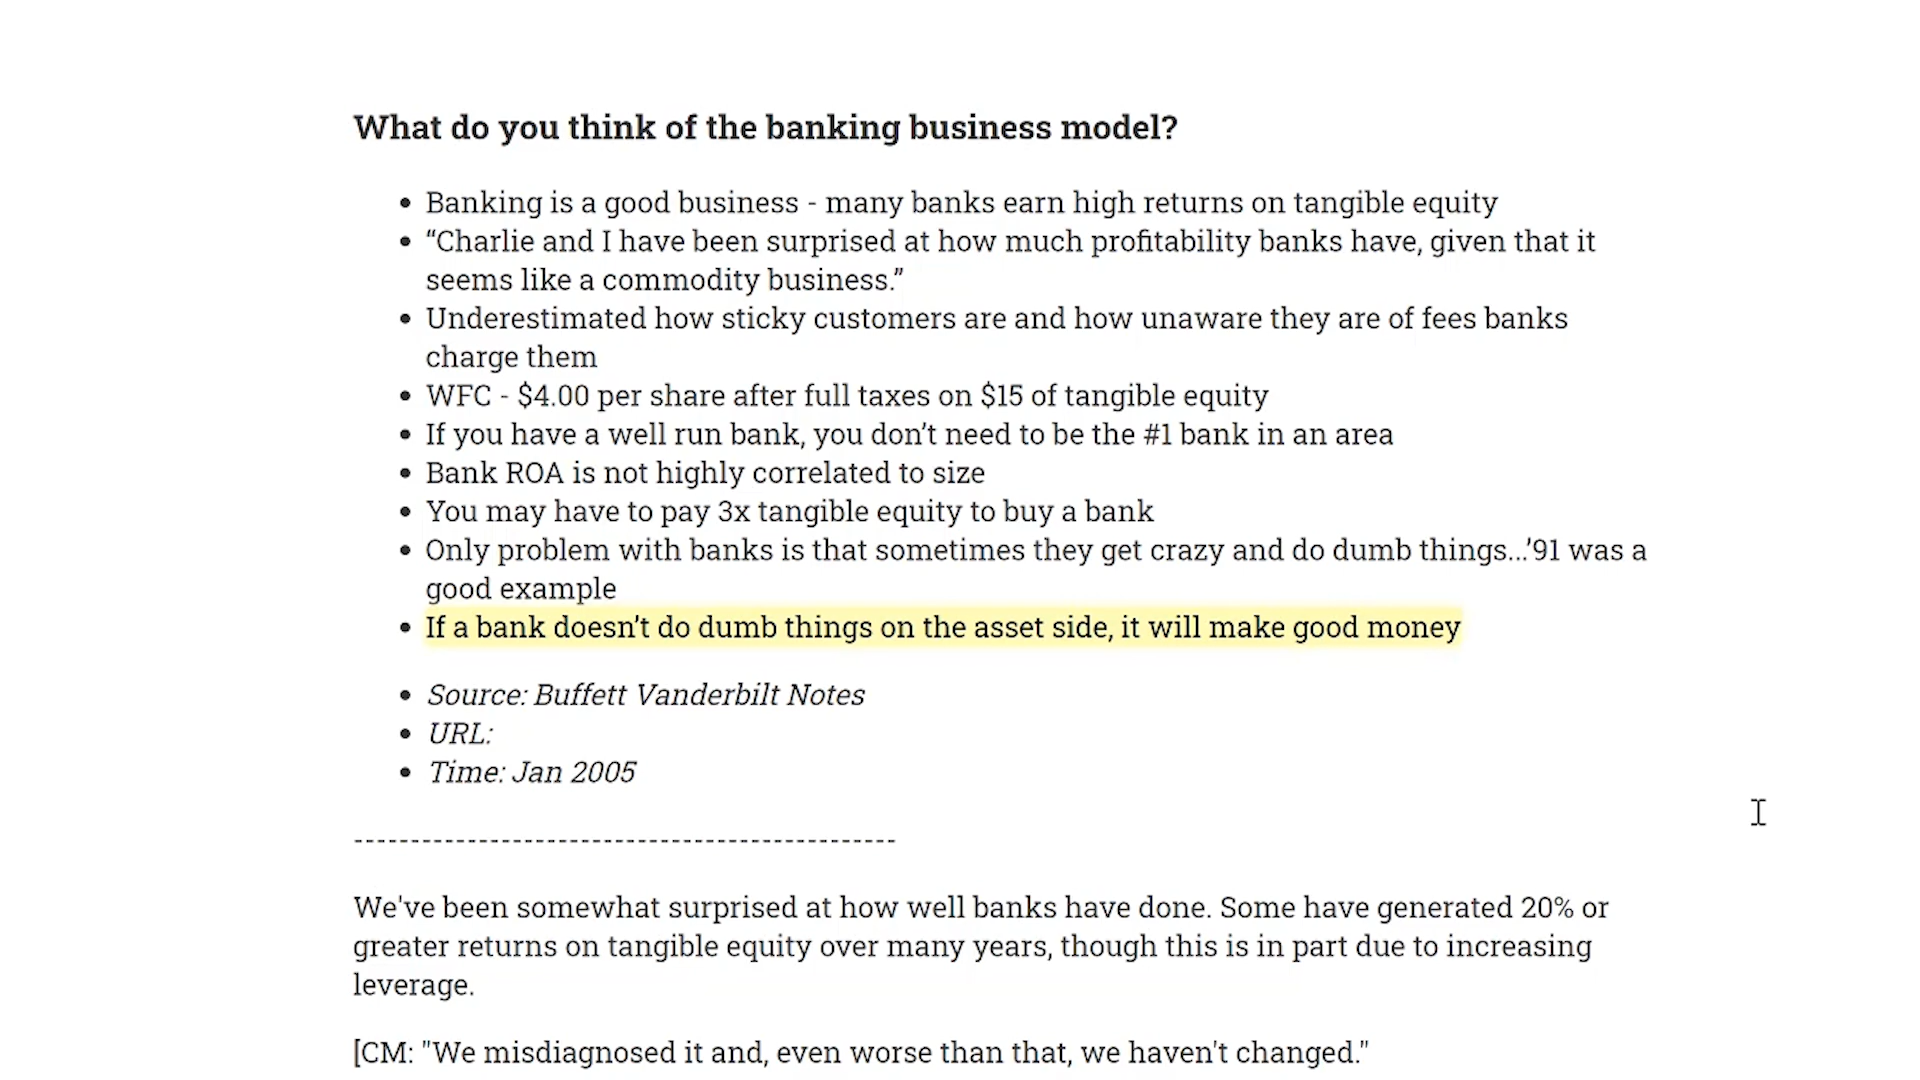 What do you think of the banking business model?
• Banking is a good business - many banks earn high returns on tangible equity
• “Charlie and I have been surprised at how much profitability banks have, given that it
seems like a commodity business.”
• Underestimated how sticky customers are and how unaware they are of fees banks
charge them
• WFC - $4.00 per share after full taxes on $15 of tangible equity
• If you have a well run bank, you don’t need to be the #1 bank in an area
• Bank ROA is not highly correlated to size
• You may have to pay 3x tangible equity to buy a bank
• Only problem with banks is that sometimes they get crazy and do dumb things...’91 was a
good example
• If a bank doesn’t do dumb things on the asset side, it will make good money
• Source: Buffett Vanderbilt Notes
• URL:
• Time: Jan 2005
----------------------------------------------
We've been somewhat surprised at how well banks have done. Some have generated 20% or
greater returns on tangible equity over many years, though this is in part due to increasing
leverage.
[CM: "We misdiagnosed it and, even worse than that, we haven't changed."